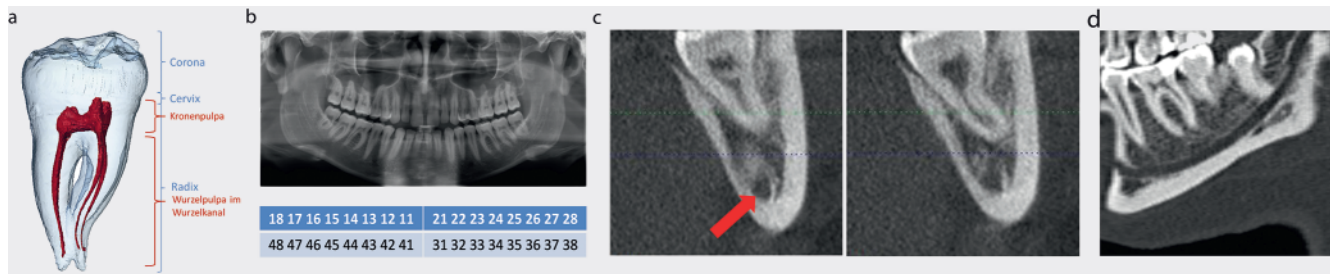 a
b
c
d
Corona
Cervix
Kronenpulpa
Radix
Wurzelpulpa im
Wurzelkanal
18 17 16 15 14 13 12 11 21 22 23 24 25 26 27 28
48 47 46 45 44 43 42 41 31 32 33 34 35 36 37 38